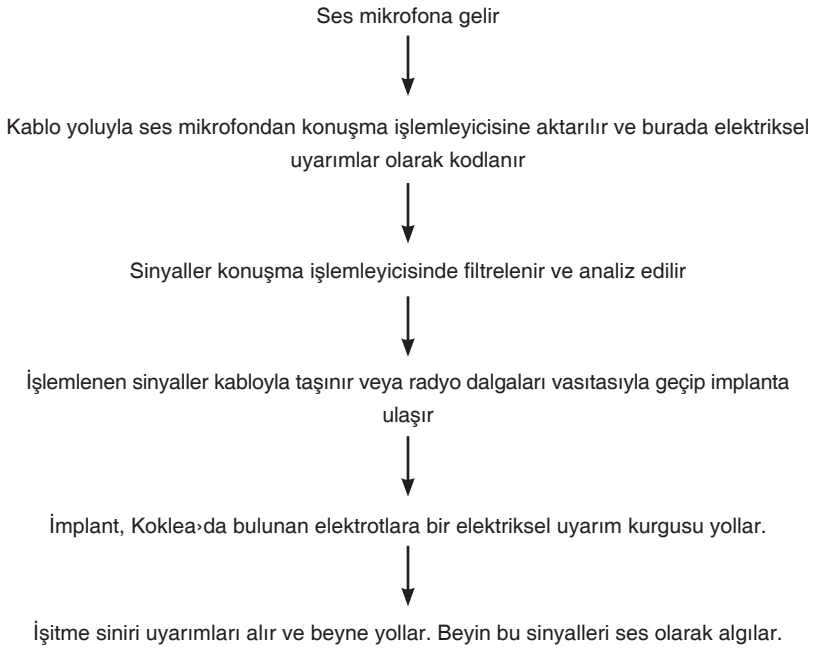 Ses mikrofona gelir
Kablo yoluyla ses mikrofondan konuşma işlemleyicisine aktarılır ve burada elektriksel
uyarımlar olarak kodlanır
Sinyaller konuşma işlemleyicisinde filtrelenir ve analiz edilir
İşlemlenen sinyaller kabloyla taşınır veya radyo dalgaları vasıtasıyla geçip implanta
ulaşır
İmplant, Koklea›da bulunan elektrotlara bir elektriksel uyarım kurgusu yollar.
İşitme siniri uyarımları alır ve beyne yollar. Beyin bu sinyalleri ses olarak algılar.